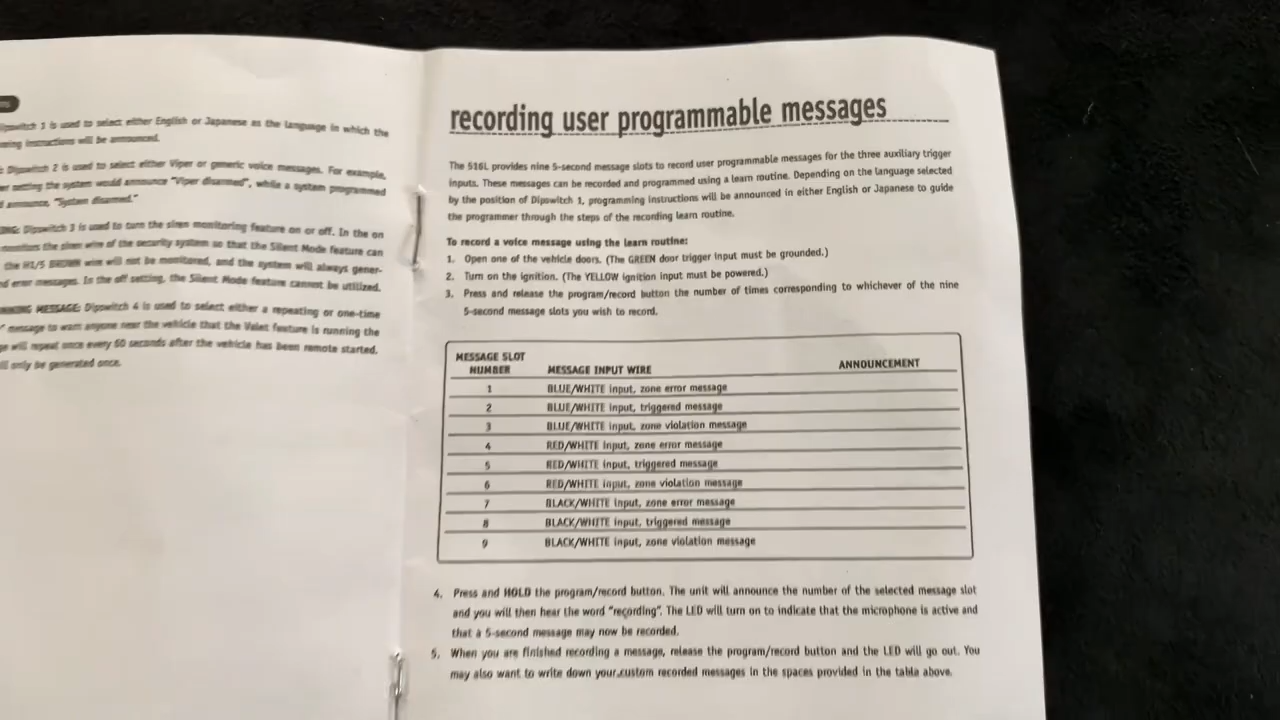 Dipswitch 1 is used to select either English or Japanese as the language in which the
instructions will be announced.
Dipswitch 2 is used to select either Viper or generic voice messages. For example,
setting the system would announce "Viper disarmed", while a system programmed
announce, "System disarmed."
Dipswitch 3 is used to turn the siren monitoring feature on or off. In the on
monitors the siren wire of the security system so that the Silent Mode feature can
the H1/5 BROWN wire will not be monitored, and the system will always gener-
error messages. In the off setting, the Silent Mode feature cannot be utilized.
MESSAGE: Dipswitch 4 is used to select either a repeating or one-time
message to warn anyone near the vehicle that the Valet feature is running the
will repeat once every 60 seconds after the vehicle has been remote started.
only be generated once.
recording user programmable messages
The 516L provides nine 5-second message slots to record user programmable messages for the three auxiliary trigger
inputs. These messages can be recorded and programmed using a learn routine. Depending on the language selected
by the position of Dipswitch 1, programming instructions will be announced in either English or Japanese to guide
the programmer through the steps of the recording learn routine.
To record a voice message using the learn routine:
1. Open one of the vehicle doors. (The GREEN door trigger input must be grounded.)
2. Turn on the ignition. (The YELLOW ignition input must be powered.)
3. Press and release the program/record button the number of times corresponding to whichever of the nine
5-second message slots you wish to record.
MESSAGE SLOT
NUMBER MESSAGE INPUT WIRE ANNOUNCEMENT
1 BLUE/WHITE input, zone error message
2 BLUE/WHITE input, triggered message
3 BLUE/WHITE input, zone violation message
4 RED/WHITE input, zone error message
5 RED/WHITE input, triggered message
6 RED/WHITE input, zone violation message
7 BLACK/WHITE input, zone error message
8 BLACK/WHITE input, triggered message
9 BLACK/WHITE input, zone violation message
4. Press and HOLD the program/record button. The unit will announce the number of the selected message slot
and you will then hear the word "recording". The LED will turn on to indicate that the microphone is active and
that a 5-second message may now be recorded.
5. When you are finished recording a message, release the program/record button and the LED will go out. You
may also want to write down your custom recorded messages in the spaces provided in the table above.